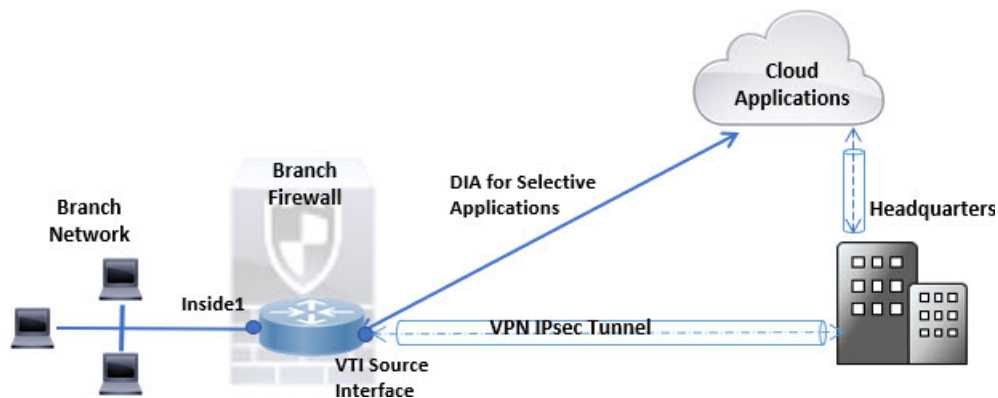 Cloud
Applications
Branch
Firewall
DIA for Selective
Applications
Branch
Network
Headquarters
Inside1
VPN IPsec Tunnel
VTI Source
Interface